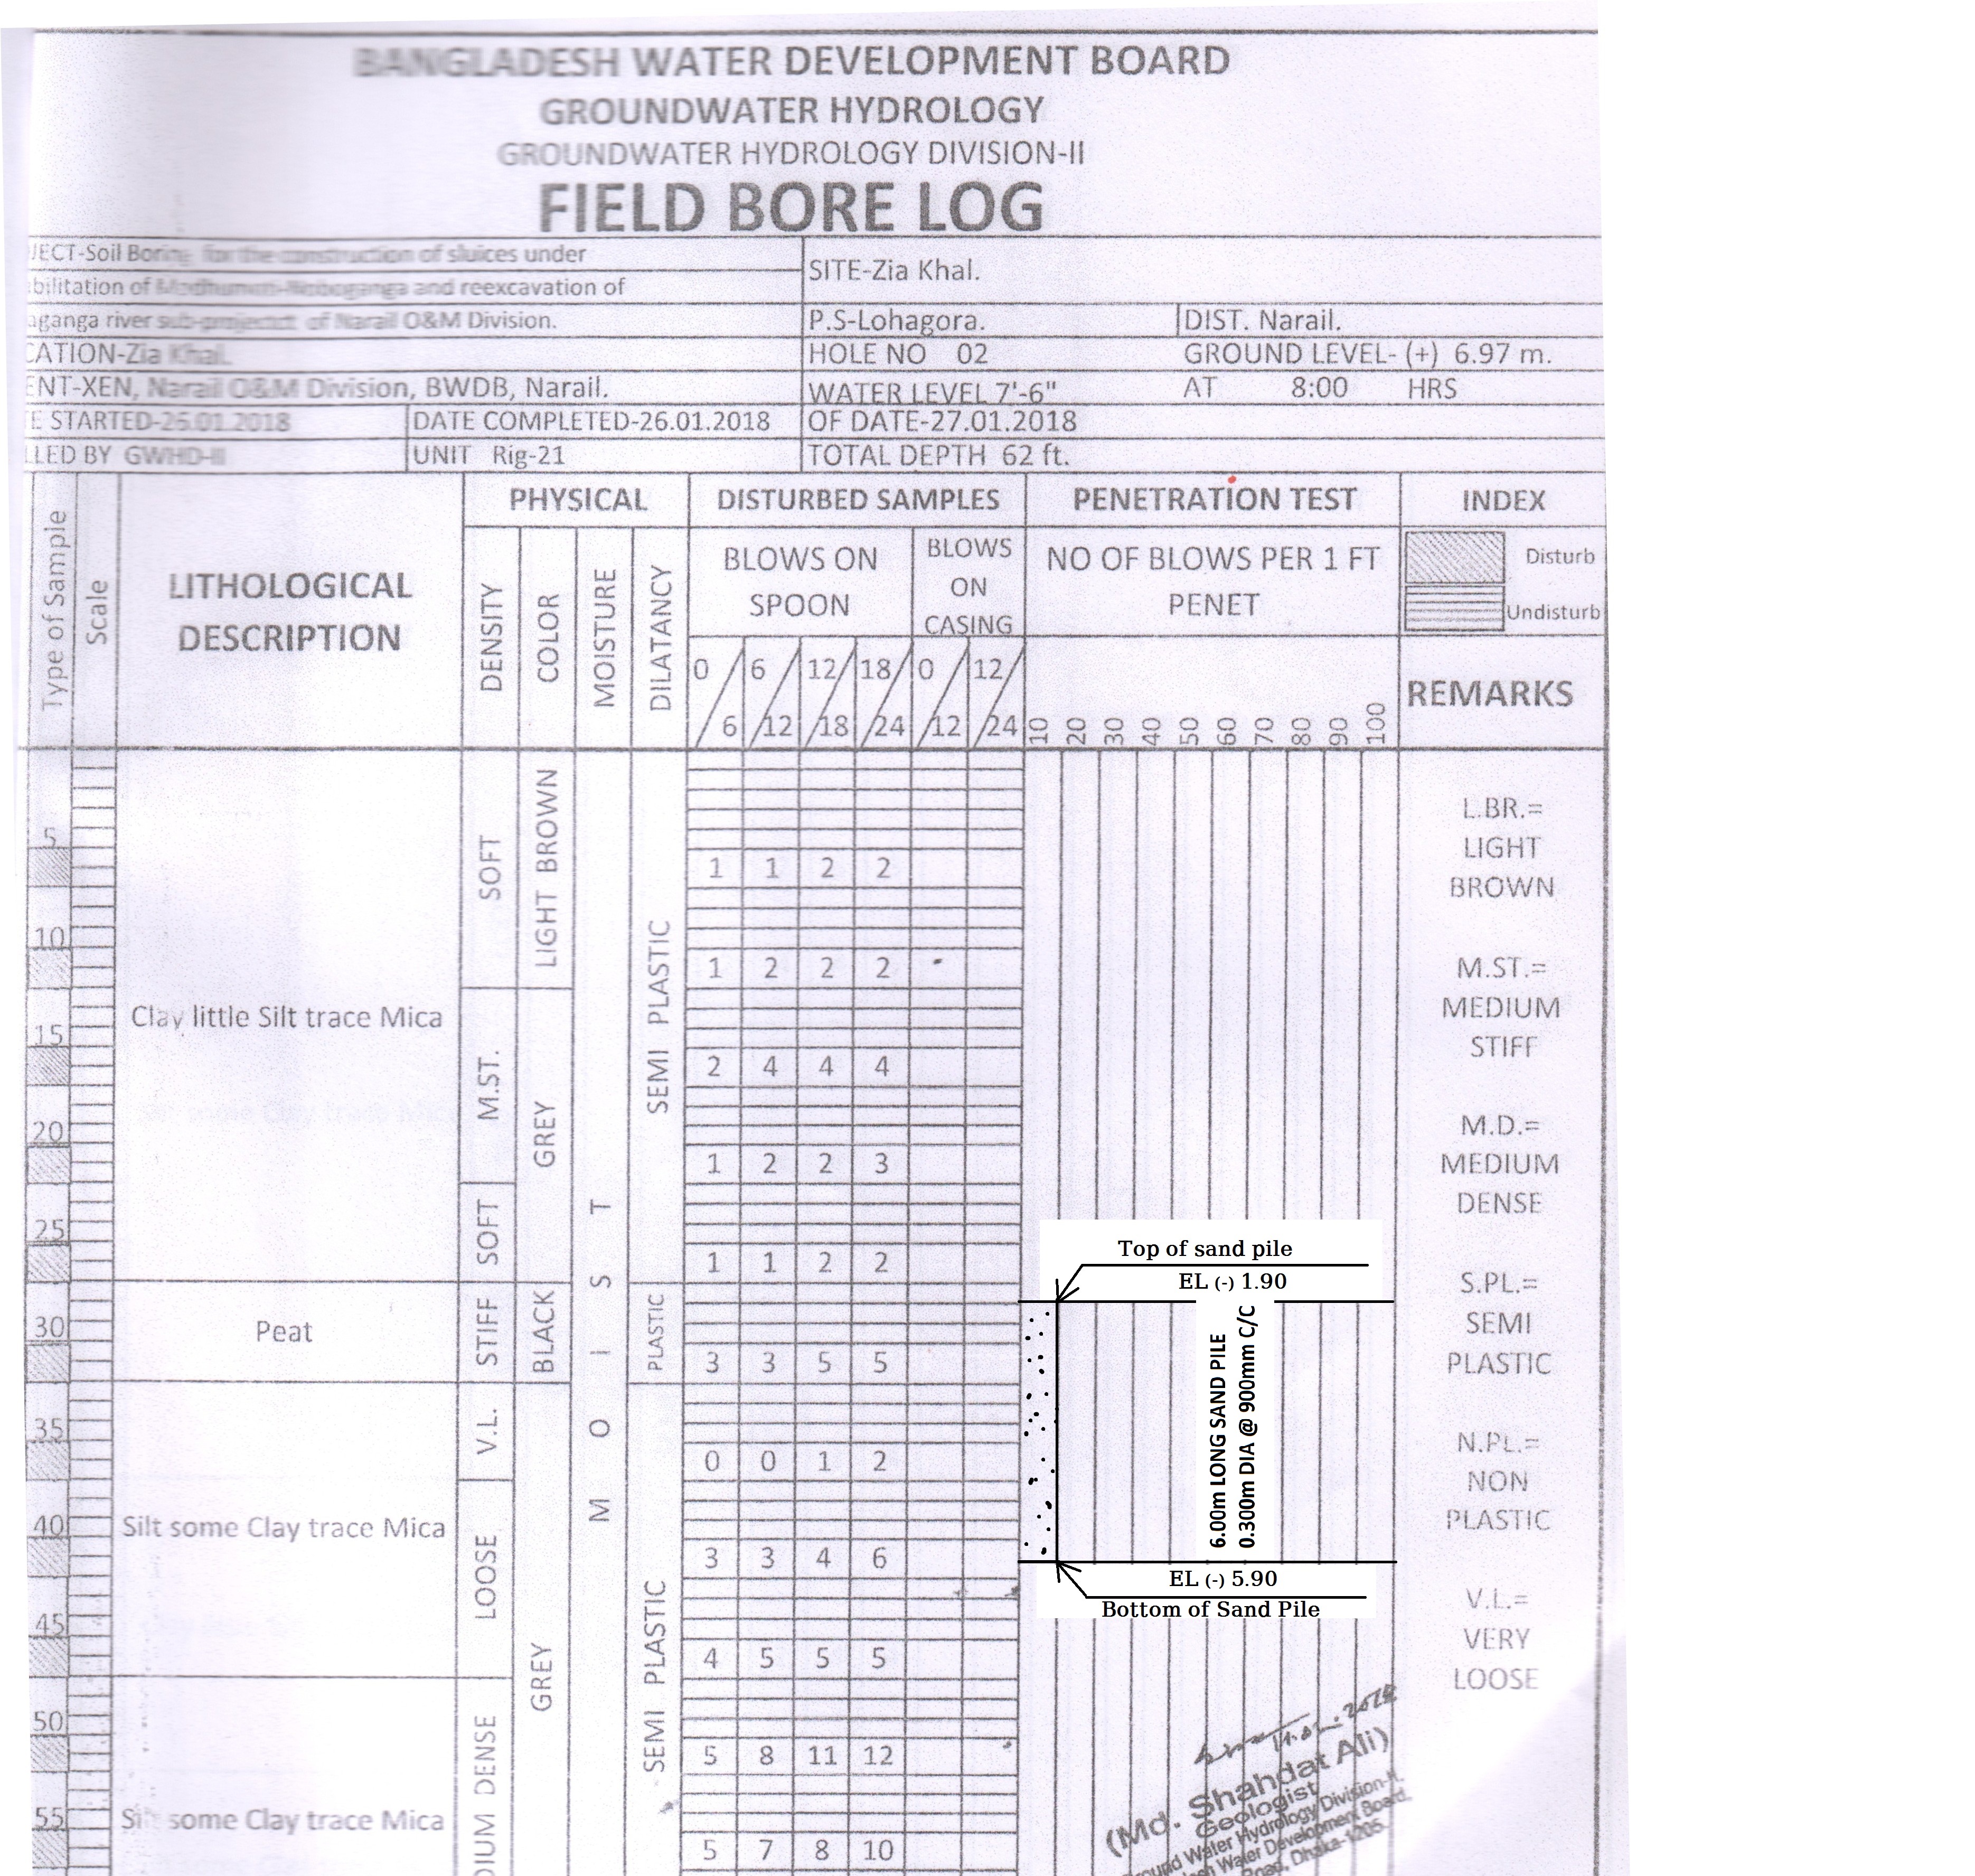 BANGLADESH WATER DEVELOPMENT BOARD
GROUNDWATER HYDROLOGY
GROUNDWATER HYDROLOGY DIVISION-II
FIELD BORE LOG
JECT-Soil Boring for the construction of sluices under
SITE-Zia Khal.
bilitation of Madhumoti-Noboganga and reexcavation of
aganga river sub-project of Narail O&M Division.
P.S-Lohagora.
DIST. Narail.
CATION-Zia Khal.
HOLE NO 02
GROUND LEVEL- (+) 6.97 m.
ENT-XEN, Narail O&M Division, BWDB, Narail.
WATER LEVEL 7'-6"
AT 8:00 HRS
E STARTED-26.01.2018
DATE COMPLETED-26.01.2018
OF DATE-27.01.2018
LLED BY GWHD-II
UNIT Rig-21
TOTAL DEPTH 62 ft.
Type of Sample
Scale
LITHOLOGICAL
DESCRIPTION
PHYSICAL
DENSITY
COLOR
MOISTURE
DILATANCY
DISTURBED SAMPLES
BLOWS ON
SPOON
BLOWS
ON
CASING
0/6 6/12 12/18 18/24 0/12 12/24
PENETRATION TEST
NO OF BLOWS PER 1 FT
PENET
10 20 30 40 50 60 70 80 90 100
INDEX
Disturb
Undisturb
REMARKS
5
10
15
20
25
30
35
40
45
50
55
Clay little Silt trace Mica
Peat
Silt some Clay trace Mica
Silt some Clay trace Mica
SOFT
M.ST.
SOFT
STIFF
V.L.
LOOSE
DIUM DENSE
LIGHT BROWN
GREY
BLACK
GREY
MOIST
SEMI PLASTIC
PLASTIC
SEMI PLASTIC
1 1 2 2
1 2 2 2
2 4 4 4
1 2 2 3
1 1 2 2
3 3 5 5
0 0 1 2
3 3 4 6
4 5 5 5
5 8 11 12
5 7 8 10
Top of sand pile
EL (-) 1.90
6.00m LONG SAND PILE
0.300m DIA @ 900mm C/C
EL (-) 5.90
Bottom of Sand Pile
L.BR.=
LIGHT
BROWN
M.ST.=
MEDIUM
STIFF
M.D.=
MEDIUM
DENSE
S.PL.=
SEMI
PLASTIC
N.PL.=
NON
PLASTIC
V.L.=
VERY
LOOSE
(Md. Shahdat Ali)
Geologist
Ground Water Hydrology Division-II.
Water Development Board,
Road, Dhaka-1205.